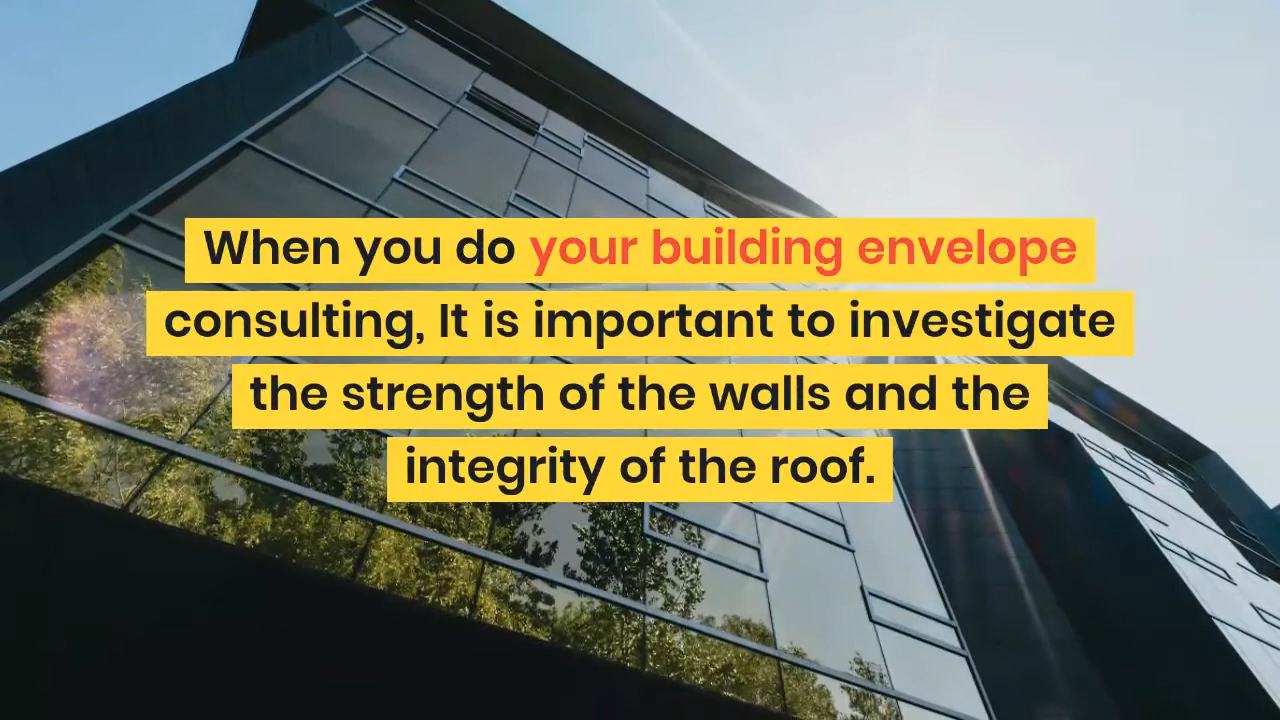 When you do your building envelope
consulting, It is important to investigate
the strength of the walls and the
integrity of the roof.